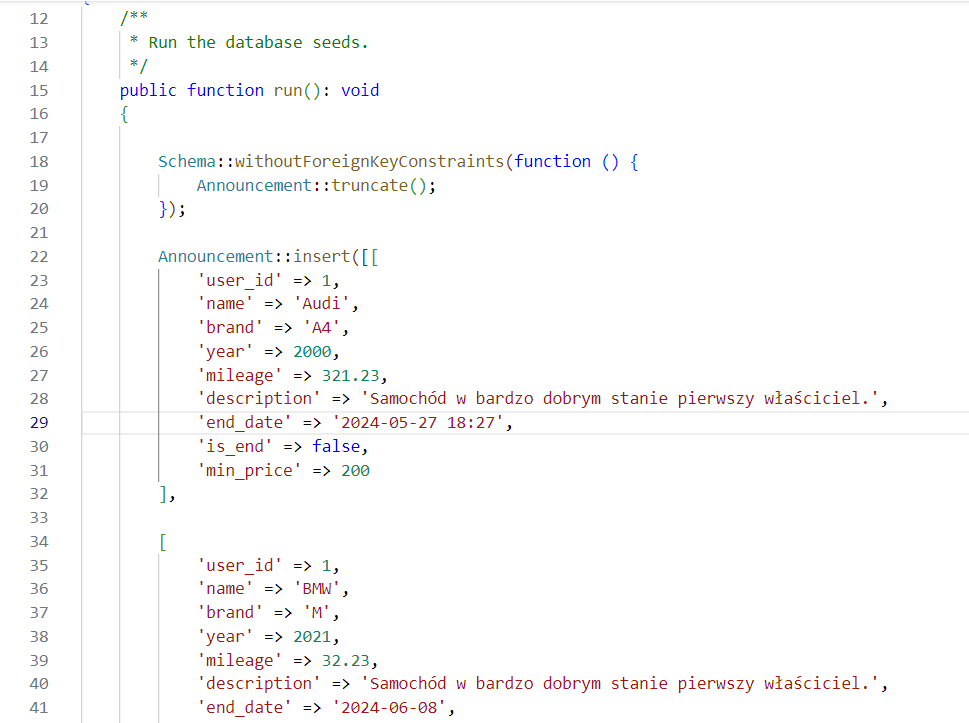 12 /**
13 * Run the database seeds.
14 */
15 public function run(): void
16 {
17
18 Schema::withoutForeignKeyConstraints(function () {
19 Announcement::truncate();
20 });
21
22 Announcement::insert([[
23 'user_id' => 1,
24 'name' => 'Audi',
25 'brand' => 'A4',
26 'year' => 2000,
27 'mileage' => 321.23,
28 'description' => 'Samochód w bardzo dobrym stanie pierwszy właściciel.',
29 'end_date' => '2024-05-27 18:27',
30 'is_end' => false,
31 'min_price' => 200
32 ],
33
34 [
35 'user_id' => 1,
36 'name' => 'BMW',
37 'brand' => 'M',
38 'year' => 2021,
39 'mileage' => 32.23,
40 'description' => 'Samochód w bardzo dobrym stanie pierwszy właściciel.',
41 'end_date' => '2024-06-08',